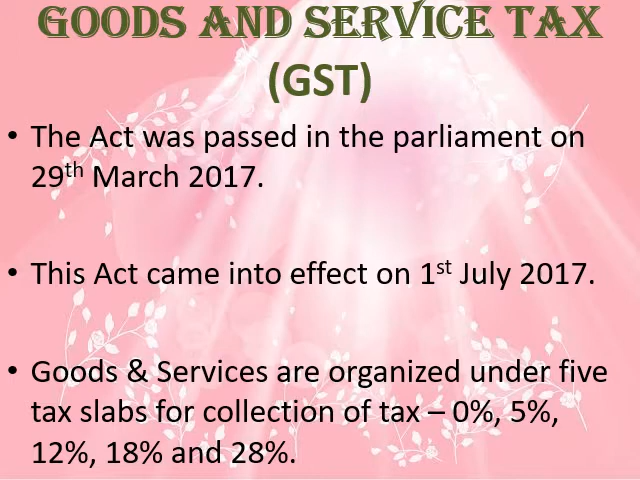 GOODS AND SERVICE TAX
(GST)
• The Act was passed in the parliament on
29th March 2017.
• This Act came into effect on 1st July 2017.
• Goods & Services are organized under five
tax slabs for collection of tax – 0%, 5%,
12%, 18% and 28%.